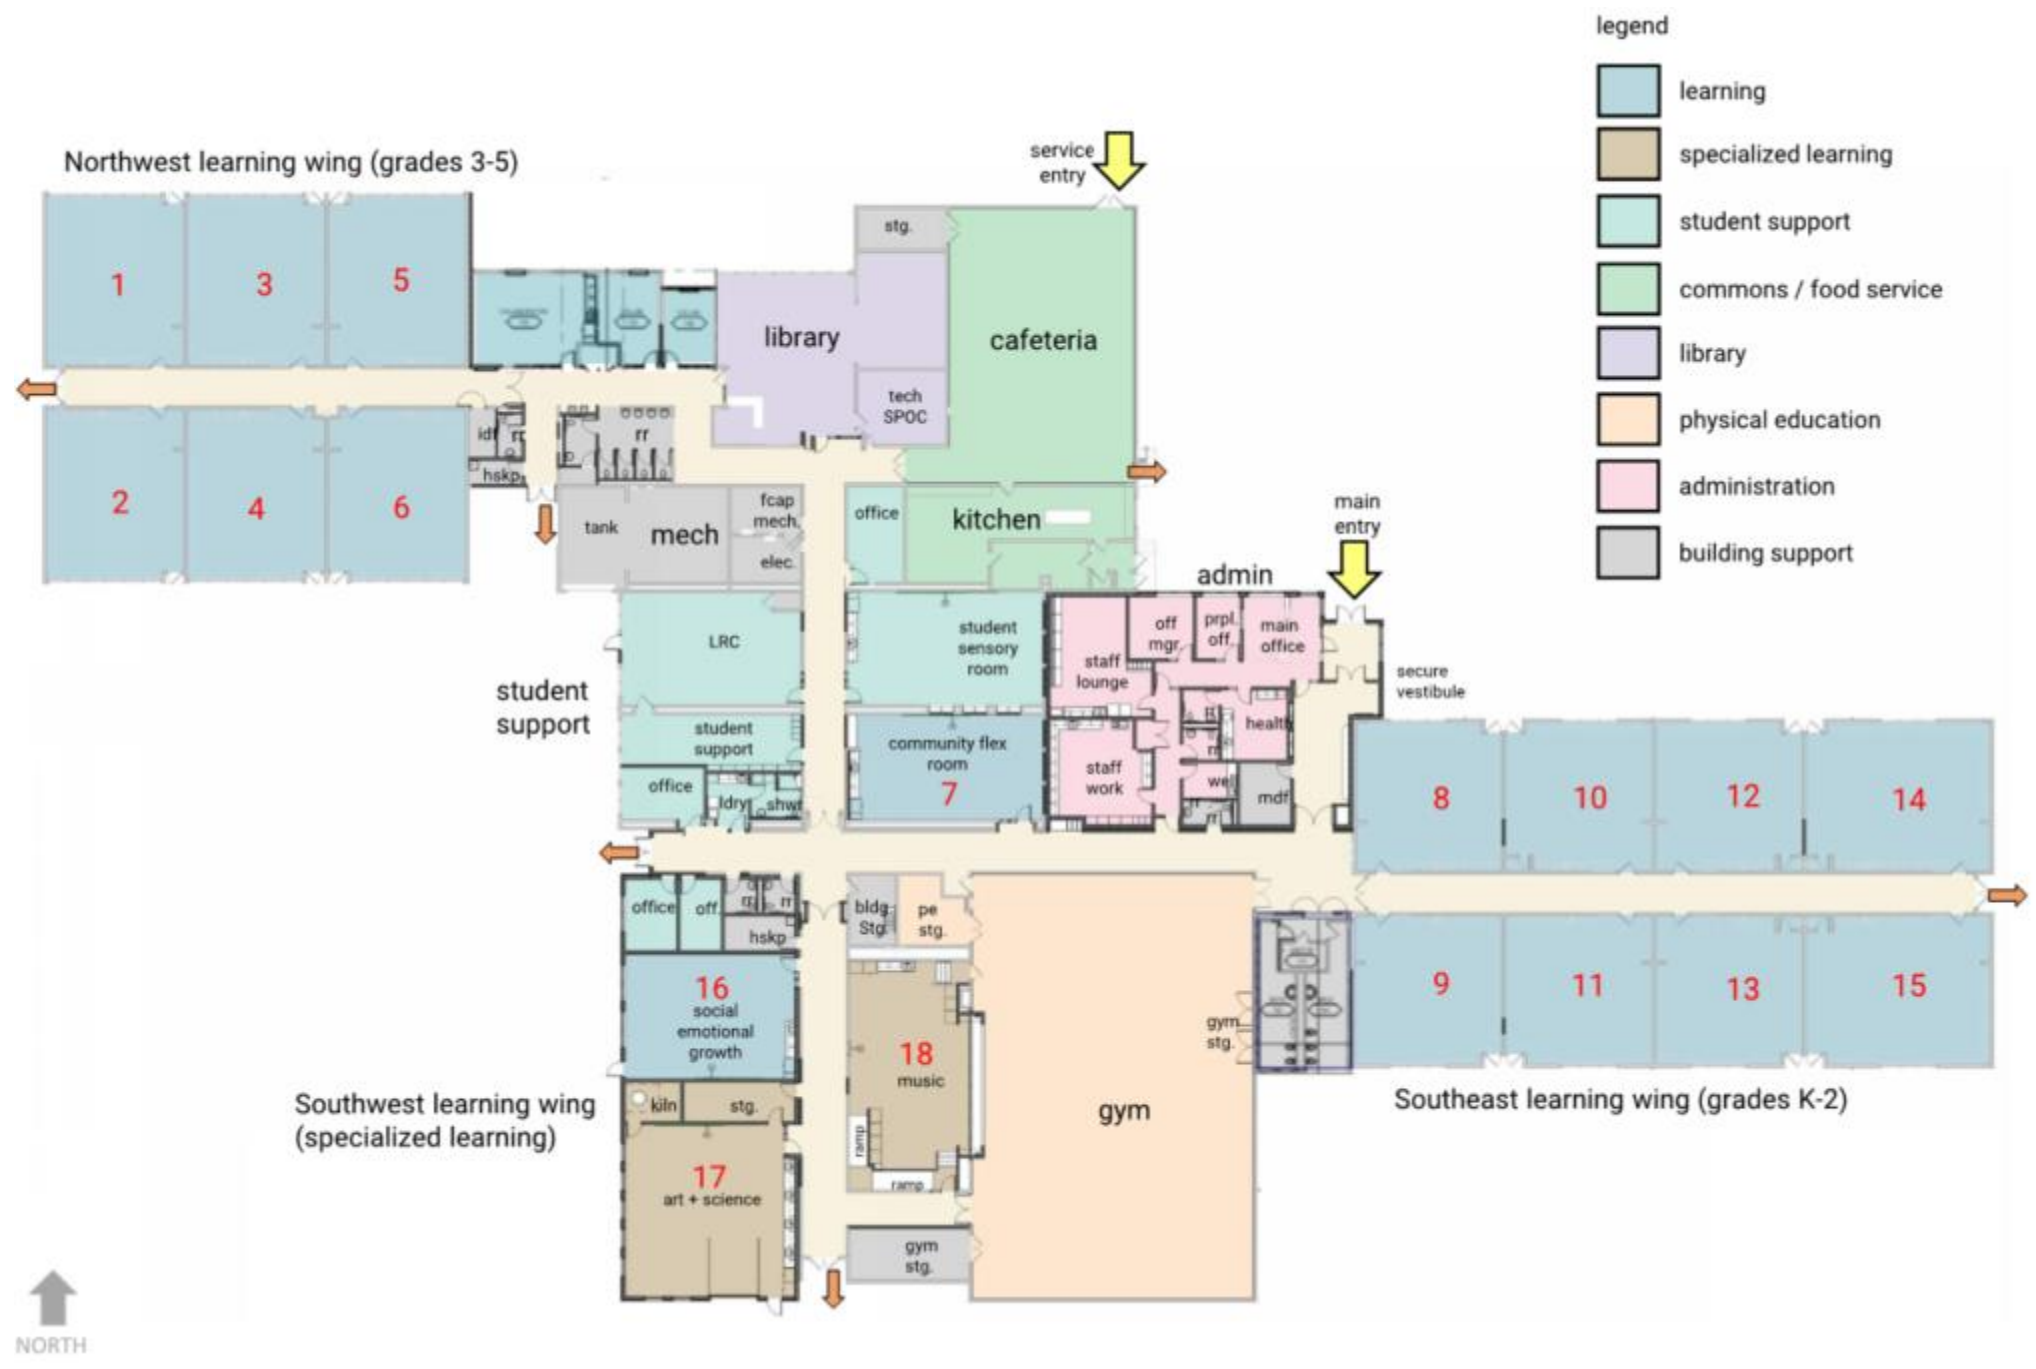 legend
learning
specialized learning
student support
commons / food service
library
physical education
administration
building support
Northwest learning wing (grades 3-5)
service
entry
1
3
5
stg.
library
cafeteria
tech
SPOC
2
4
6
idf
rr
hskp
rr
tank
mech
fcap
mech.
elec.
office
kitchen
main
entry
admin
LRC
student
sensory
room
off
mgr.
prpl.
off.
main
office
staff
lounge
secure
vestibule
student
support
student
support
community flex
room
7
health
staff
work
mdf
office
ldry
shwr
8
10
12
14
office
off.
rr
rr
hskp
bldg
Stg.
pe
stg.
16
social
emotional
growth
18
music
gym
stg.
9
11
13
15
Southwest learning wing
(specialized learning)
kiln
stg.
gym
Southeast learning wing (grades K-2)
17
art + science
ramp
ramp
gym
stg.
NORTH